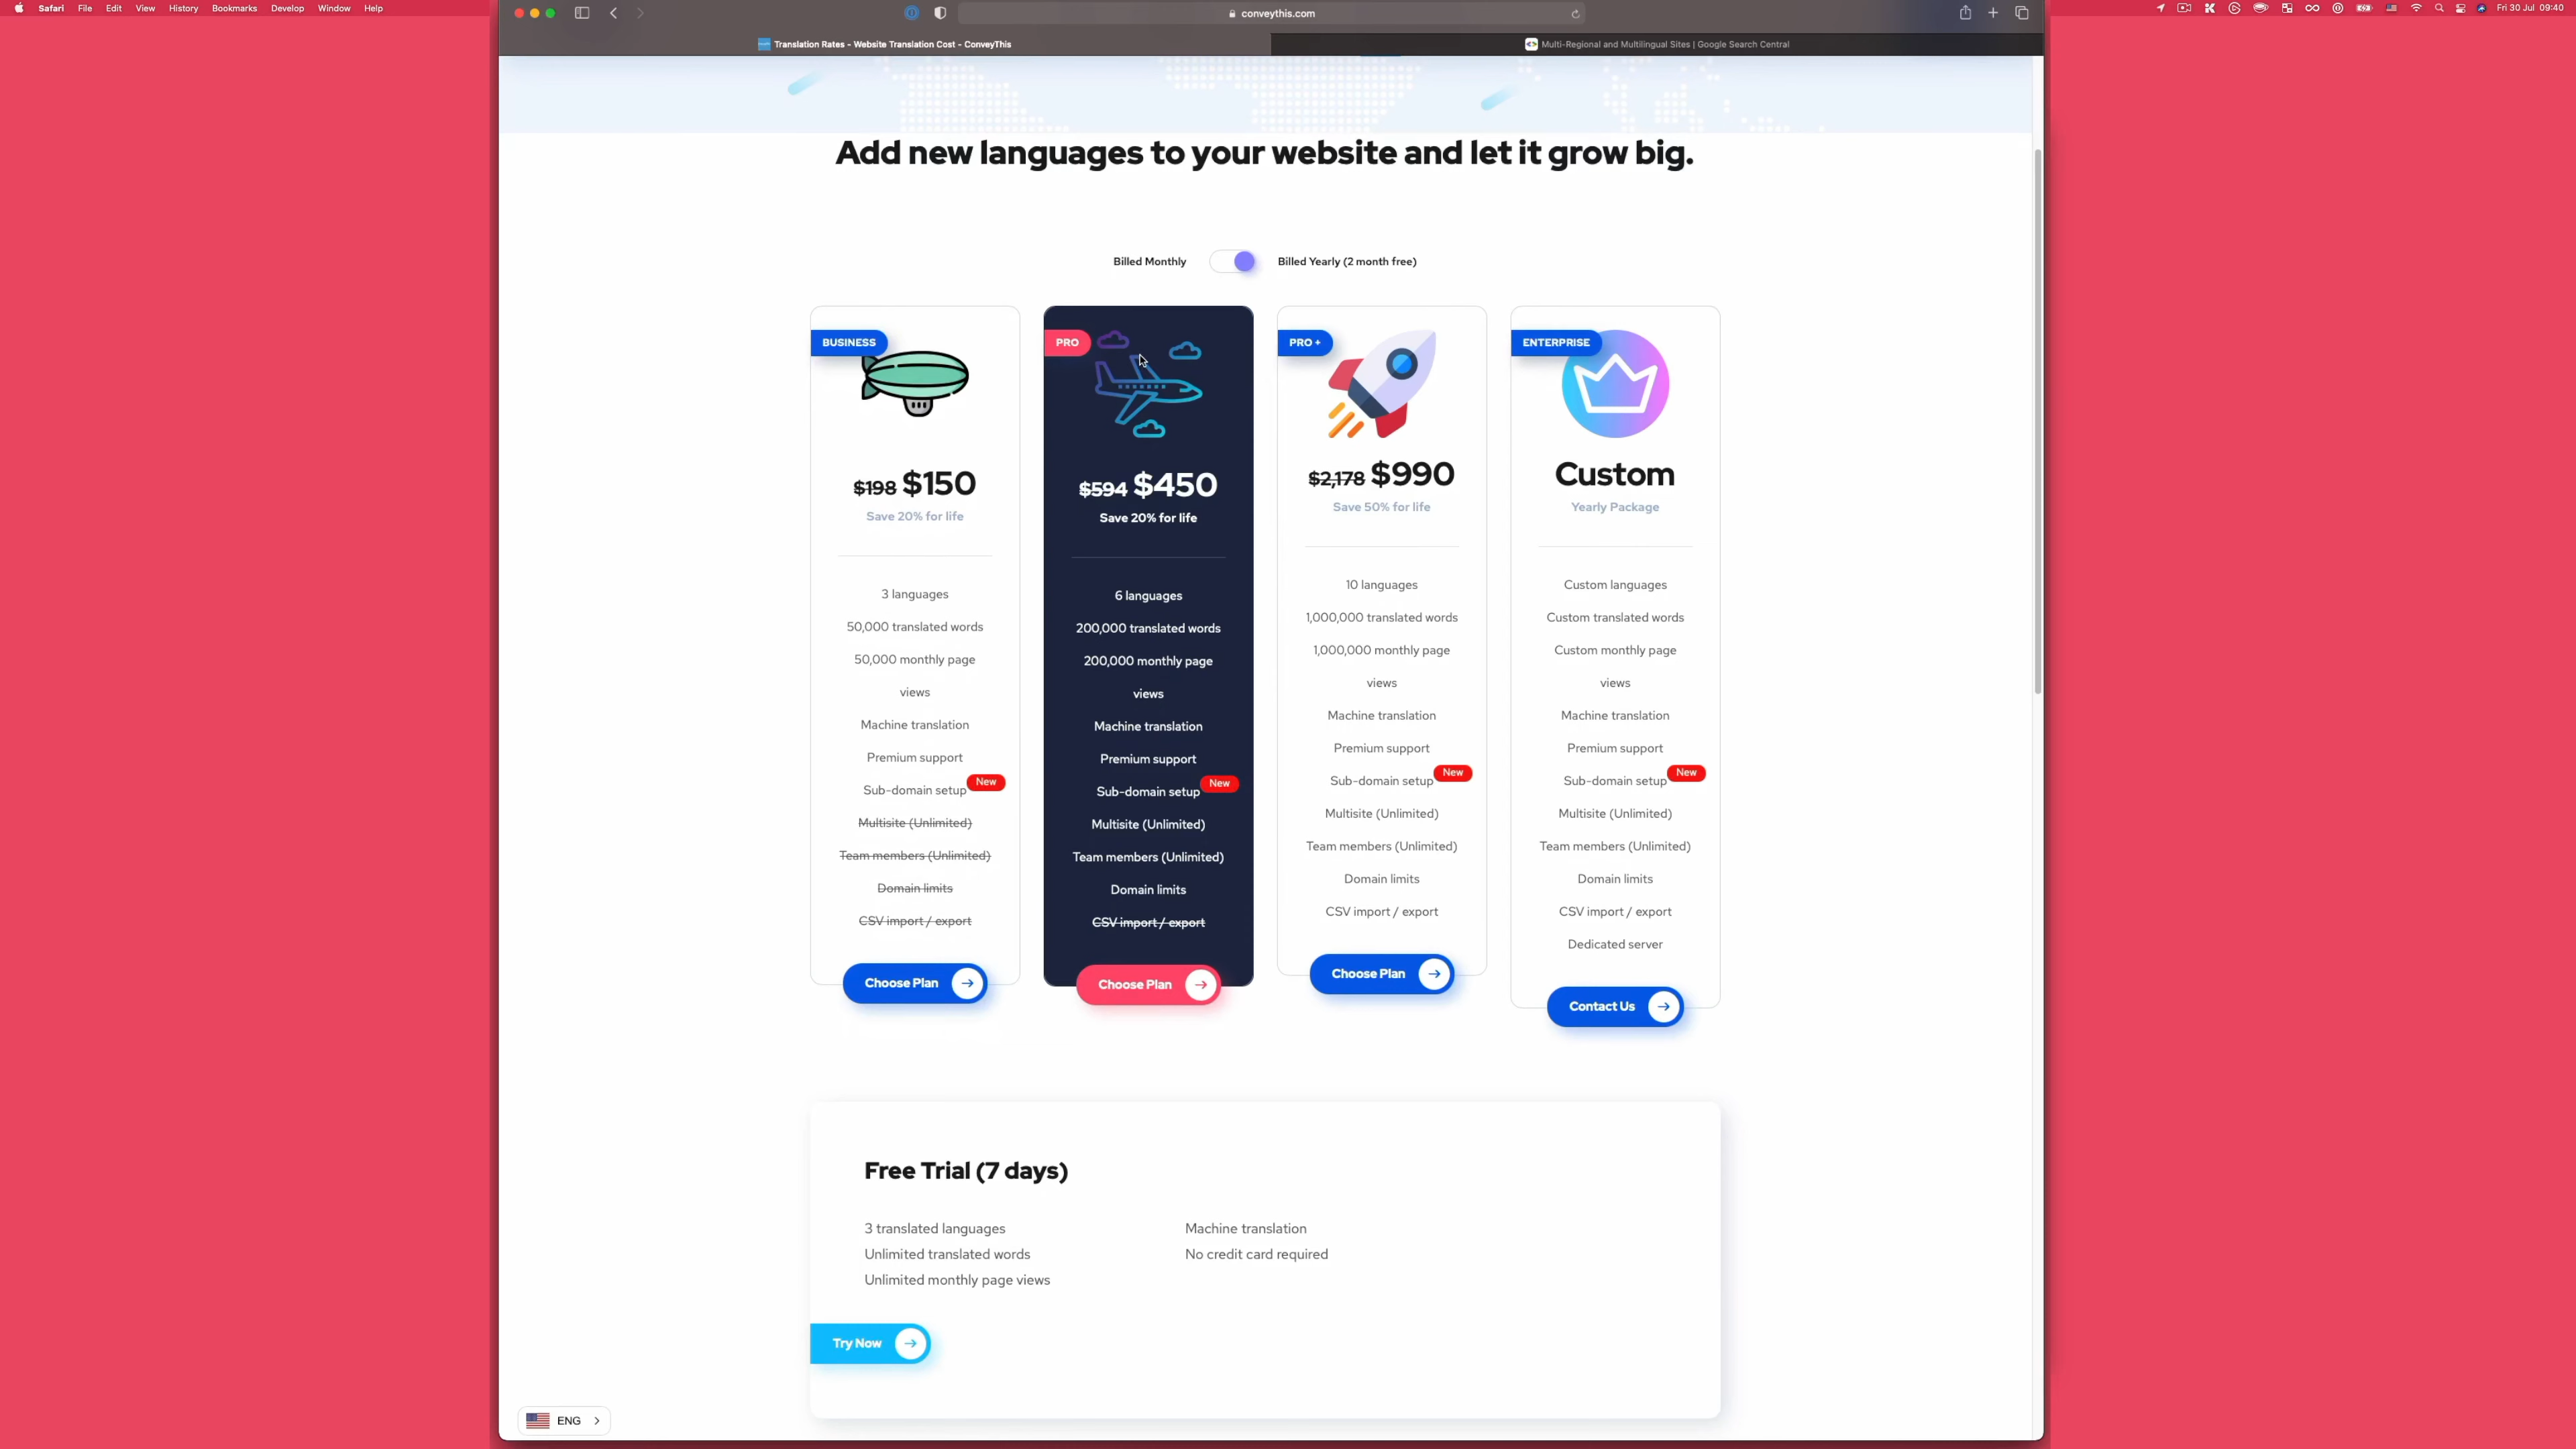 Safari File Edit View History Bookmarks Develop Window Help
Fri 30 Jul 09:40
conveythis.com
Translation Rates - Website Translation Cost - ConveyThis
Multi-Regional and Multilingual Sites | Google Search Central
Add new languages to your website and let it grow big.
Billed Monthly
Billed Yearly (2 month free)
BUSINESS
$198 $150
Save 20% for life
3 languages
50,000 translated words
50,000 monthly page
views
Machine translation
Premium support
Sub-domain setup New
Multisite (Unlimited)
Team members (Unlimited)
Domain limits
CSV import / export
Choose Plan
PRO
$594 $450
Save 20% for life
6 languages
200,000 translated words
200,000 monthly page
views
Machine translation
Premium support
Sub-domain setup New
Multisite (Unlimited)
Team members (Unlimited)
Domain limits
CSV import / export
Choose Plan
PRO +
$2,178 $990
Save 50% for life
10 languages
1,000,000 translated words
1,000,000 monthly page
views
Machine translation
Premium support
Sub-domain setup New
Multisite (Unlimited)
Team members (Unlimited)
Domain limits
CSV import / export
Choose Plan
ENTERPRISE
Custom
Yearly Package
Custom languages
Custom translated words
Custom monthly page
views
Machine translation
Premium support
Sub-domain setup New
Multisite (Unlimited)
Team members (Unlimited)
Domain limits
CSV import / export
Dedicated server
Contact Us
Free Trial (7 days)
3 translated languages
Unlimited translated words
Unlimited monthly page views
Machine translation
No credit card required
Try Now
ENG